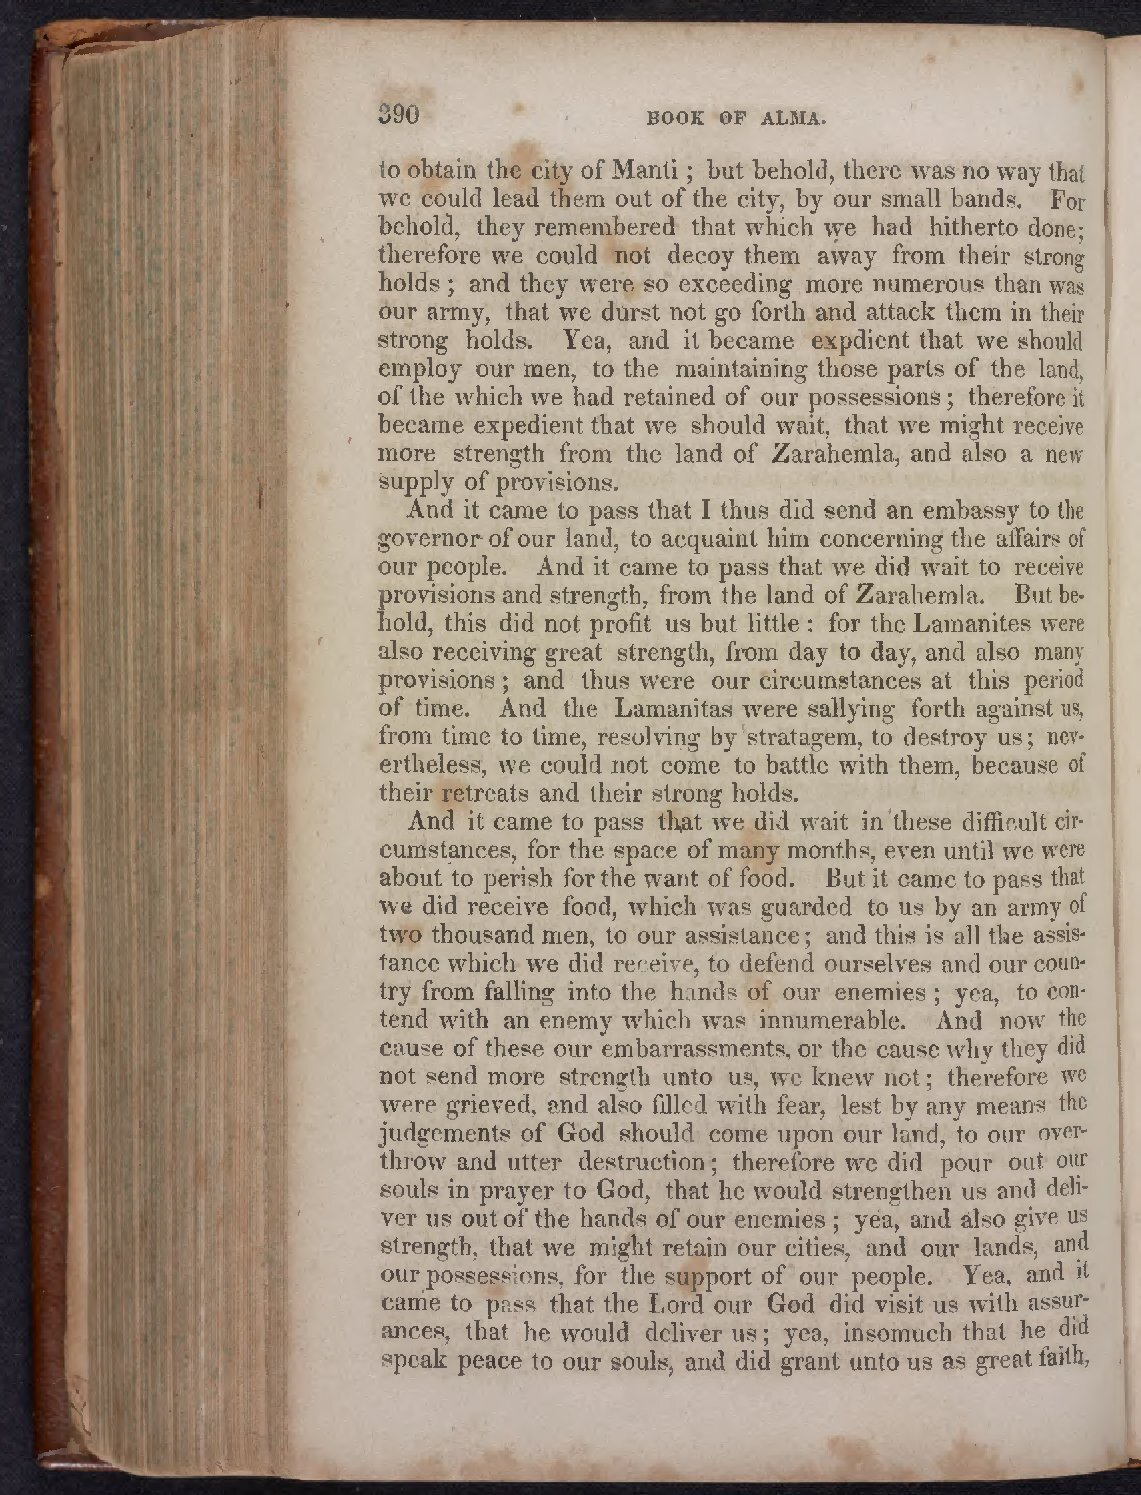 390 BOOK OF ALMA.
to obtain the city of Manti ; but behold, there was no way that
we could lead them out of the city, by our small bands. For
behold, they remembered that which we had hitherto done;
therefore we could not decoy them away from their strong
holds ; and they were so exceeding more numerous than was
our army, that we durst not go forth and attack them in their
strong holds. Yea, and it became expdient that we should
employ our men, to the maintaining those parts of the land,
of the which we had retained of our possessions ; therefore it
became expedient that we should wait, that we might receive
more strength from the land of Zarahemla, and also a new
supply of provisions.
And it came to pass that I thus did send an embassy to the
governor of our land, to acquaint him concerning the affairs of
our people. And it came to pass that we did wait to receive
provisions and strength, from the land of Zarahemla. But be-
hold, this did not profit us but little : for the Lamanites were
also receiving great strength, from day to day, and also many
provisions ; and thus were our circumstances at this period
of time. And the Lamanitas were sallying forth against us,
from time to time, resolving by stratagem, to destroy us ; nev-
ertheless, we could not come to battle with them, because of
their retreats and their strong holds.
And it came to pass that we did wait in these difficult cir-
cumstances, for the space of many months, even until we were
about to perish for the want of food. But it came to pass that
we did receive food, which was guarded to us by an army of
two thousand men, to our assistance ; and this is all the assis-
tance which we did receive, to defend ourselves and our coun-
try from falling into the hands of our enemies ; yea, to con-
tend with an enemy which was innumerable. And now the
cause of these our embarrassments, or the cause why they did
not send more strength unto us, we knew not ; therefore we
were grieved, and also filled with fear, lest by any means the
judgements of God should come upon our land, to our over-
throw and utter destruction ; therefore we did pour out our
souls in prayer to God, that he would strengthen us and deli-
ver us out of the hands of our enemies ; yea, and also give us
strength, that we might retain our cities, and our lands, and
our possessions, for the support of our people. Yea, and it
came to pass that the Lord our God did visit us with assur-
ances, that he would deliver us ; yea, insomuch that he did
speak peace to our souls, and did grant unto us as great faith,